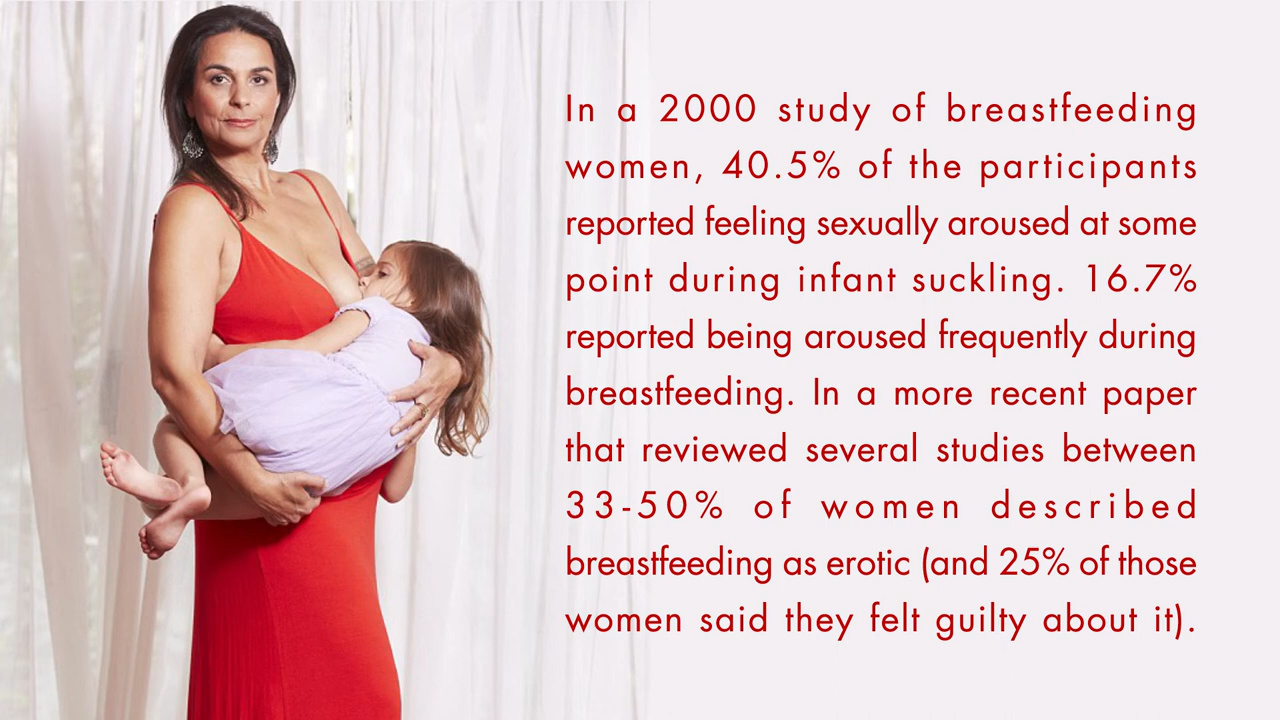 In a 2000 study of breastfeeding
women, 40.5% of the participants
reported feeling sexually aroused at some
point during infant suckling. 16.7%
reported being aroused frequently during
breastfeeding. In a more recent paper
that reviewed several studies between
33-50% of women described
breastfeeding as erotic (and 25% of those
women said they felt guilty about it).